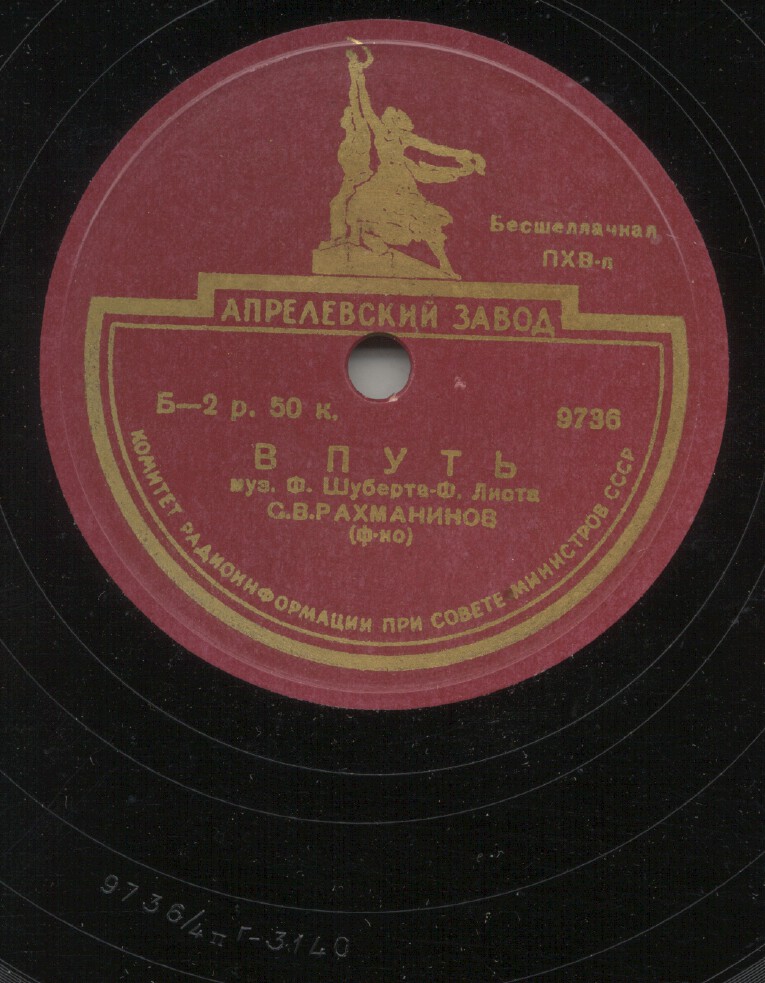 Бесшеллачная
ПХВ-п
АПРЕЛЕВСКИЙ ЗАВОД
Б—2 р. 50 к.
9736
В ПУТЬ
муз. Ф. Шуберта-Ф. Листа
С.В.РАХМАНИНОВ
(ф-но)
КОМИТЕТ РАДИОИНФОРМАЦИИ ПРИ СОВЕТЕ МИНИСТРОВ СССР
9736/4п Г-3140